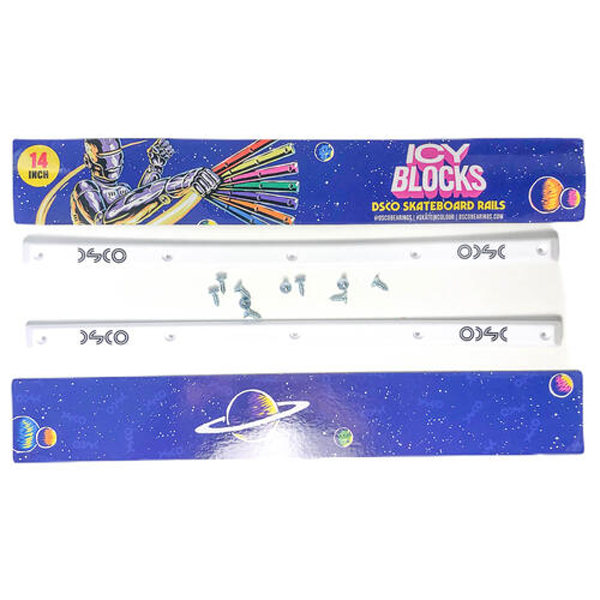 14
INCH
ICY
BLOCKS
DSCO SKATEBOARD RAILS
@DSCOBEARINGS | #SKATEINCOLOUR | DSCOBEARINGS.COM
DSCO
DSCO
DSCO
DSCO